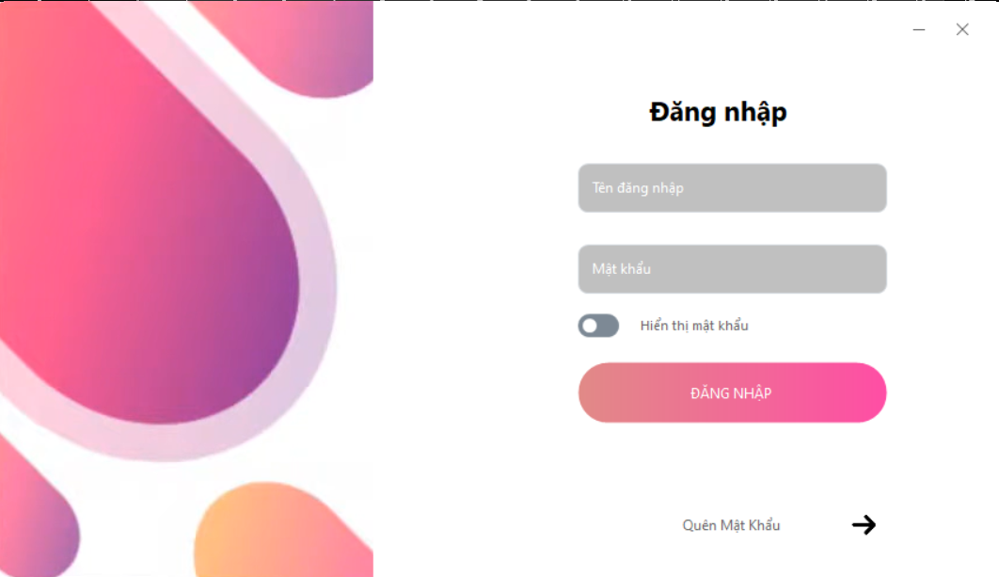 Đăng nhập
Tên đăng nhập
Mật khẩu
Hiển thị mật khẩu
ĐĂNG NHẬP
Quên Mật Khẩu